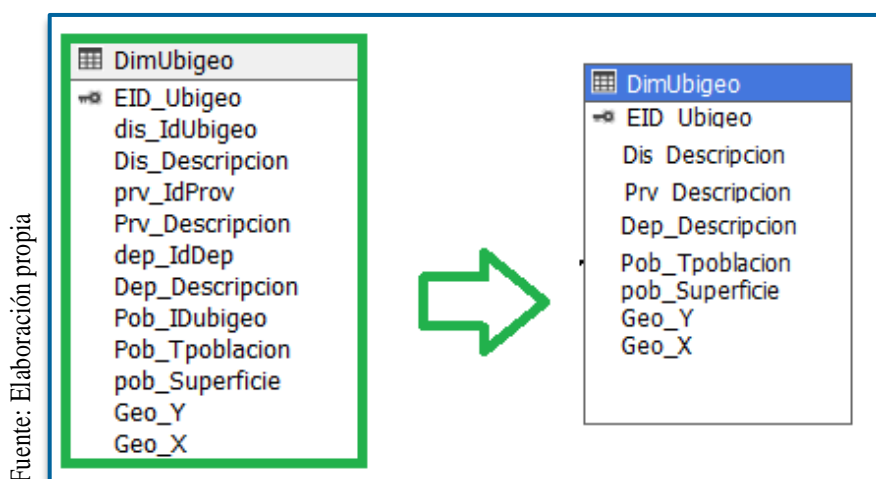 DimUbigeo
EID_Ubigeo
dis_IdUbigeo
Dis_Descripcion
prv_IdProv
Prv_Descripcion
dep_IdDep
Dep_Descripcion
Pob_IDubigeo
Pob_Tpoblacion
pob_Superficie
Geo_Y
Geo_X
DimUbigeo
EID_Ubigeo
Dis_Descripcion
Prv_Descripcion
Dep_Descripcion
Pob_Tpoblacion
pob_Superficie
Geo_Y
Geo_X
Fuente: Elaboración propia